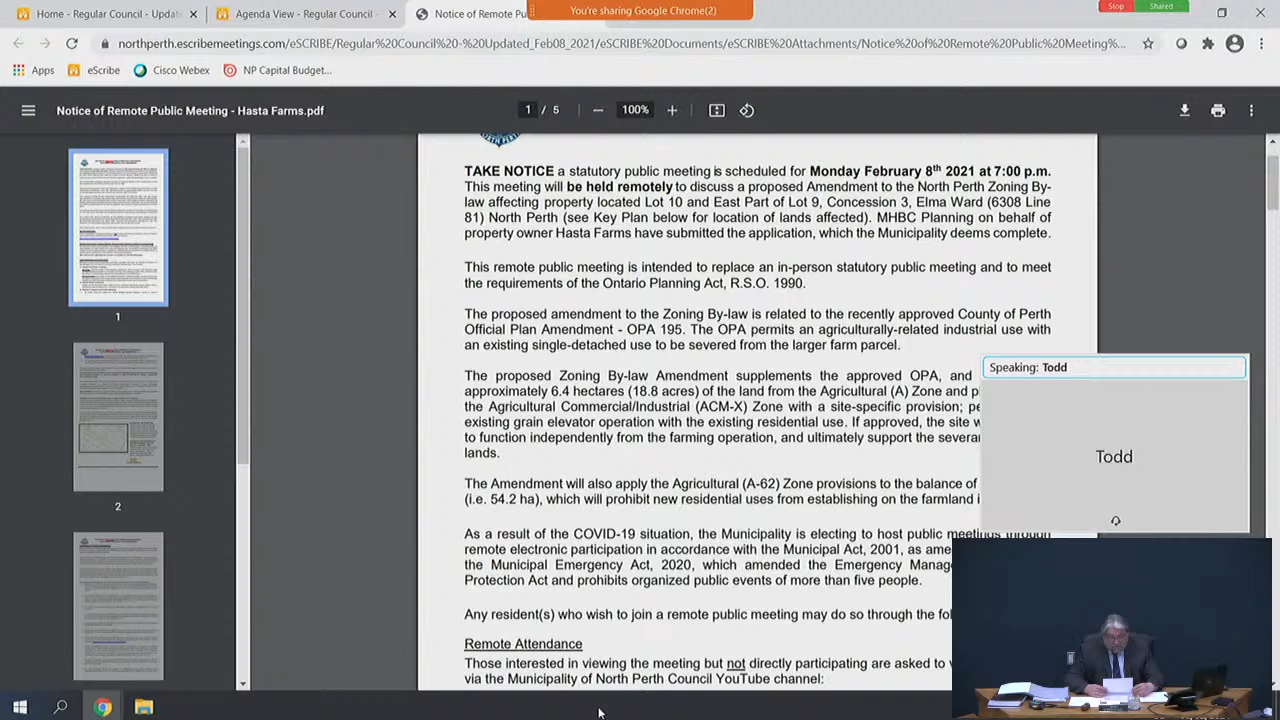 Home - Regular Council - Updat
Agenda View - Regular Council -
Notice of Remote Pu
You're sharing Google Chrome(2)
Stop
Shared
northperth.escribemeetings.com/eSCRIBE/Regular%20Council%20-%20Updated_Feb08_2021/eSCRIBE%20Documents/eSCRIBE%20Attachments/Notice%20of%20Remote%20Public%20Meeting%...
Apps
eScribe
Cisco Webex
NP Capital Budget...
Notice of Remote Public Meeting - Hasta Farms.pdf
1 / 5
100%
TAKE NOTICE a statutory public meeting is scheduled for Monday February 8th 2021 at 7:00 p.m.
This meeting will be held remotely to discuss a proposed Amendment to the North Perth Zoning By-
law affecting property located Lot 10 and East Part of Lot 9, Concession 3, Elma Ward (6308 Line
81) North Perth (see Key Plan below for location of lands affected). MHBC Planning on behalf of
property owner Hasta Farms have submitted the application, which the Municipality deems complete.
This remote public meeting is intended to replace an in-person statutory public meeting and to meet
the requirements of the Ontario Planning Act, R.S.O. 1990.
The proposed amendment to the Zoning By-law is related to the recently approved County of Perth
Official Plan Amendment - OPA 195. The OPA permits an agriculturally-related industrial use with
an existing single-detached use to be severed from the larger farm parcel.
The proposed Zoning By-law Amendment supplements the approved OPA, and
approximately 6.4 hectares (18.8 acres) of the land from the Agricultural (A) Zone and p
the Agricultural Commercial/Industrial (ACM-X) Zone with a site-specific provision; pe
existing grain elevator operation with the existing residential use. If approved, the site w
to function independently from the farming operation, and ultimately support the severan
lands.
The Amendment will also apply the Agricultural (A-62) Zone provisions to the balance of
(i.e. 54.2 ha), which will prohibit new residential uses from establishing on the farmland i
As a result of the COVID-19 situation, the Municipality is electing to host public meetings through
remote electronic participation in accordance with the Municipal Act, 2001, as ame
the Municipal Emergency Act, 2020, which amended the Emergency Manag
Protection Act and prohibits organized public events of more than five people.
Any resident(s) who wish to join a remote public meeting may do so through the fol
Remote Attendance
Those interested in viewing the meeting but not directly participating are asked to v
via the Municipality of North Perth Council YouTube channel:
Speaking: Todd
Todd
1
2